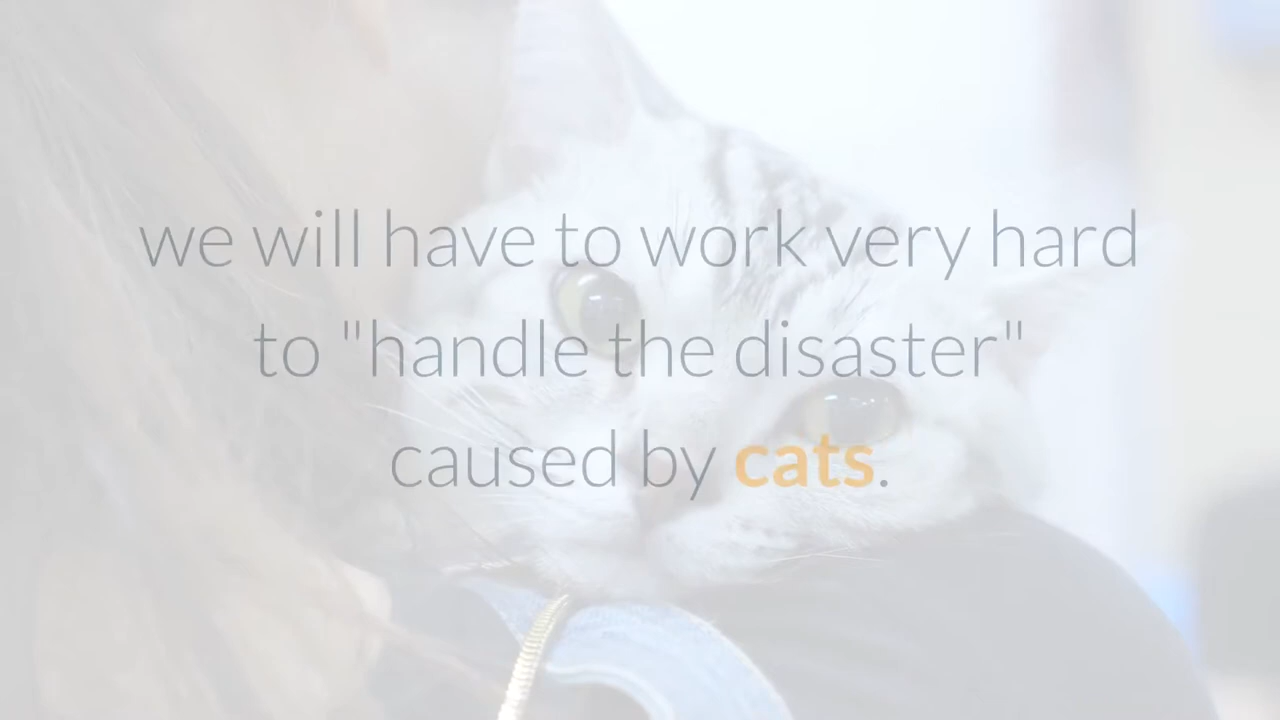 we will have to work very hard
to "handle the disaster"
caused by cats.